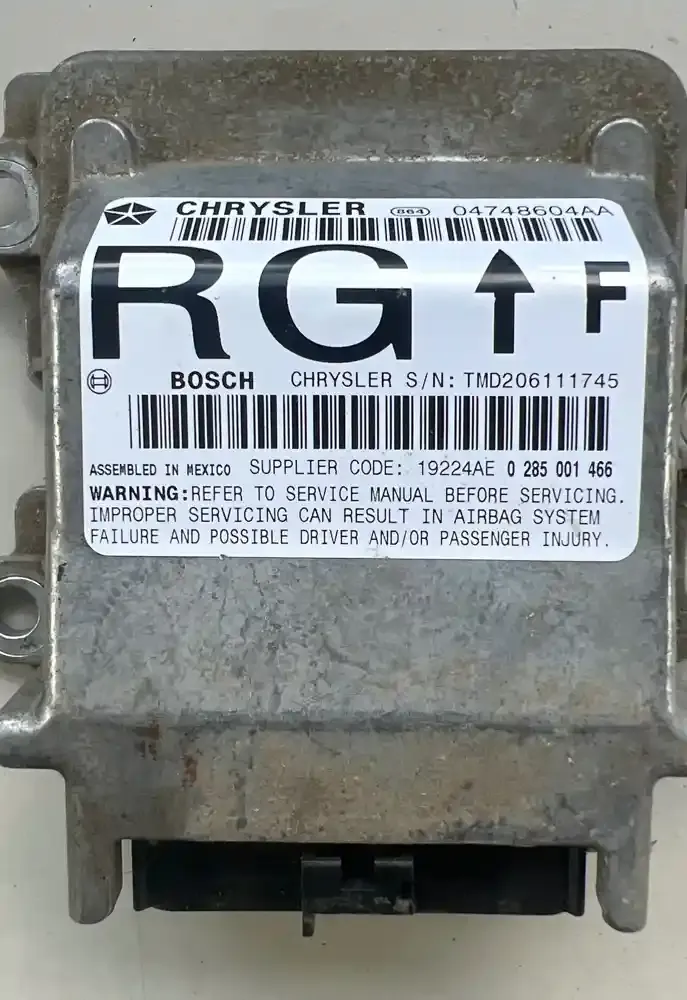 CHRYSLER 864 04748604AA
RG F
BOSCH CHRYSLER S/N: TMD206111745
ASSEMBLED IN MEXICO SUPPLIER CODE: 19224AE 0 285 001 466
WARNING:REFER TO SERVICE MANUAL BEFORE SERVICING.
IMPROPER SERVICING CAN RESULT IN AIRBAG SYSTEM
FAILURE AND POSSIBLE DRIVER AND/OR PASSENGER INJURY.